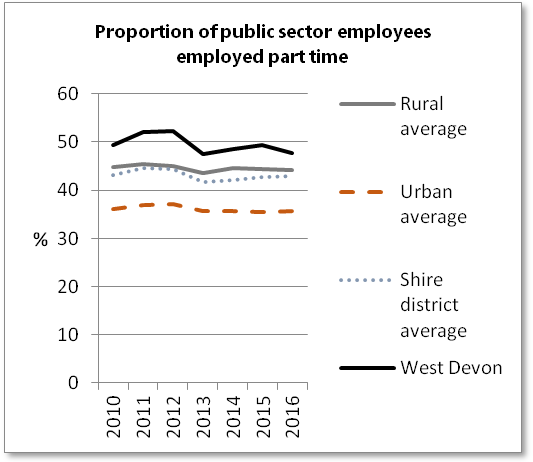 Proportion of public sector employees
employed part time
60
50
40
30
20
10
0
%
2010
2011
2012
2013
2014
2015
2016
Rural
average
Urban
average
Shire
district
average
West Devon